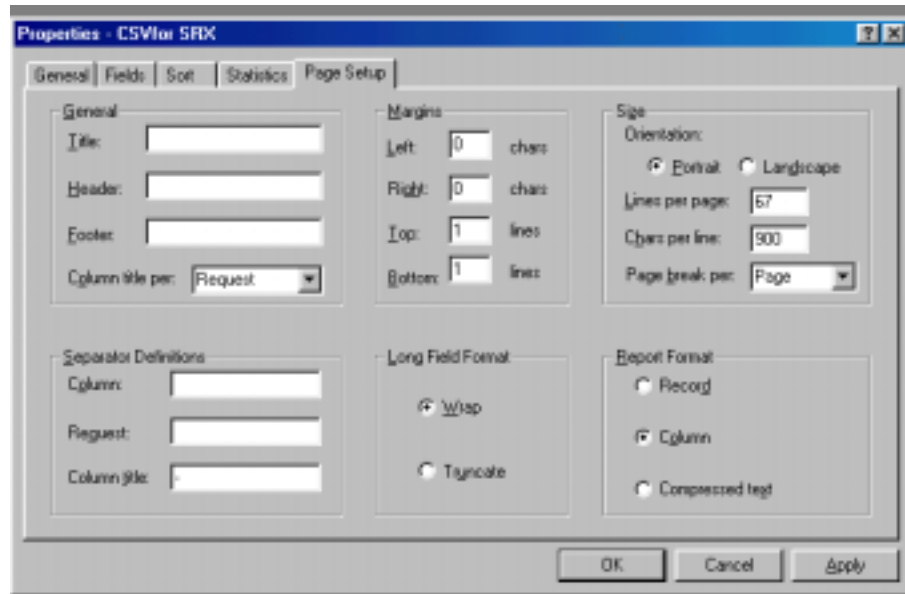 Properties - CSVfor SRX
General Fields Sort Statistics Page Setup
General
Title:
Header:
Footer:
Column title per: Request
Margins
Left: 0 chars
Right: 0 chars
Top: 1 lines
Bottom: 1 lines
Size
Orientation:
Portrait Landscape
Lines per page: 67
Chars per line: 900
Page break per: Page
Separator Definitions
Column:
Request:
Column title: -
Long Field Format
Wrap
Truncate
Report Format
Record
Column
Compressed text
OK Cancel Apply